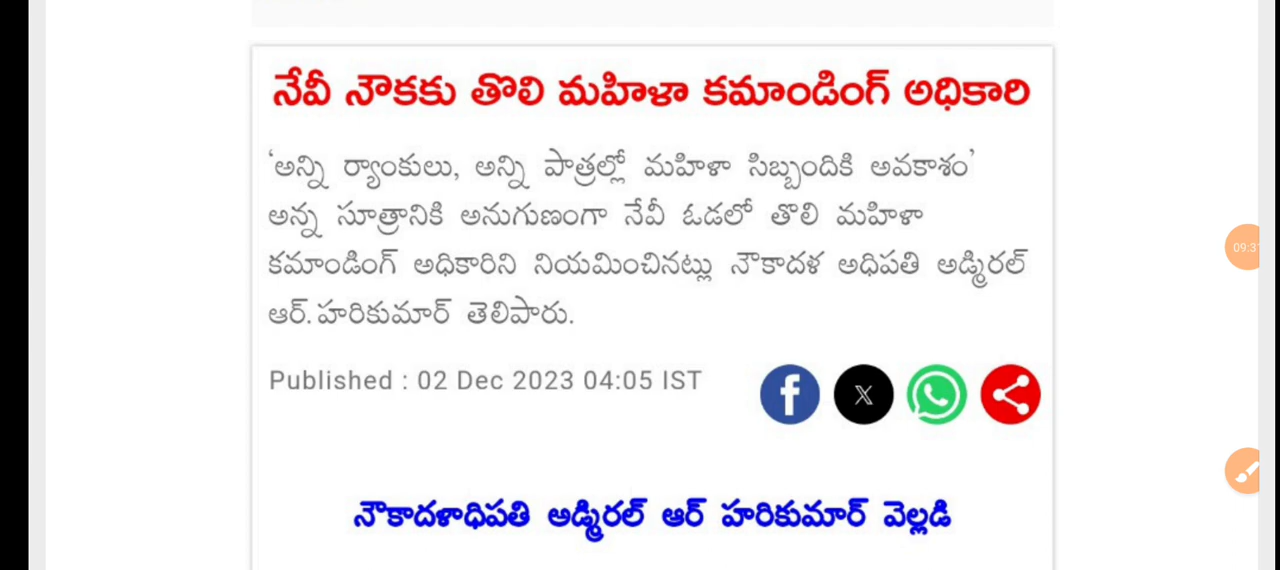 నేవీ నౌకకు తొలి మహిళా కమాండింగ్ అధికారి
‘అన్ని ర్యాంకులు, అన్ని పాత్రల్లో మహిళా సిబ్బందికి అవకాశం’
అన్న సూత్రానికి అనుగుణంగా నేవీ ఓడలో తొలి మహిళా
కమాండింగ్ అధికారిని నియమించినట్లు నౌకాదళ అధిపతి అడ్మిరల్
ఆర్.హరికుమార్ తెలిపారు.
Published : 02 Dec 2023 04:05 IST
నౌకాదళాధిపతి అడ్మిరల్ ఆర్ హరికుమార్ వెల్లడి